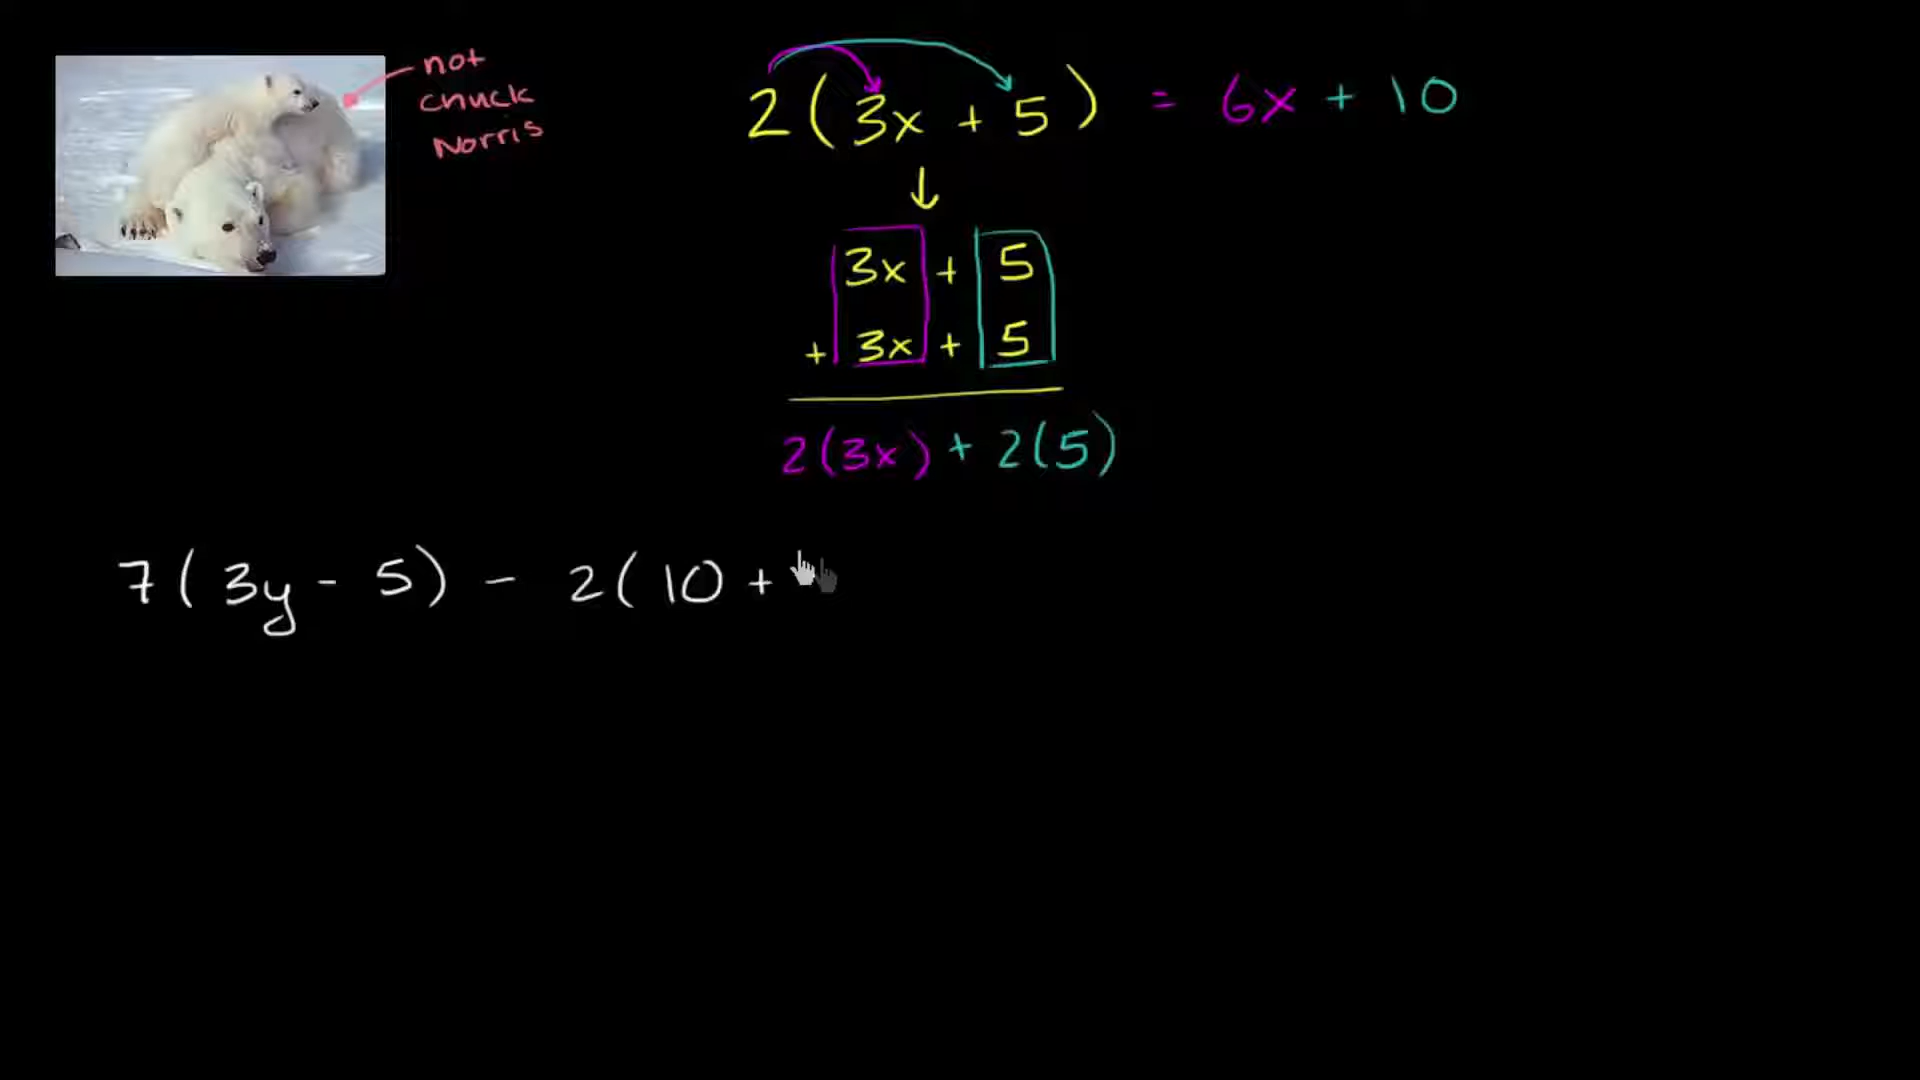 not
chuck
Norris
2(3x + 5) = 6x + 10
↓
3x + 5
+ 3x + 5
2(3x) + 2(5)
7(3y - 5) - 2(10 +